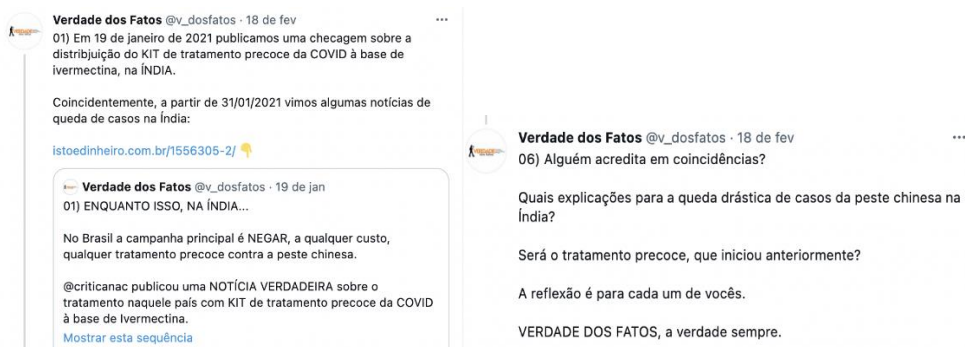 Verdade dos Fatos @v_dosfatos · 18 de fev
01) Em 19 de janeiro de 2021 publicamos uma checagem sobre a
distribjuição do KIT de tratamento precoce da COVID à base de
ivermectina, na ÍNDIA.
Coincidentemente, a partir de 31/01/2021 vimos algumas notícias de
queda de casos na Índia:
istoedinheiro.com.br/1556305-2/ 👇
Verdade dos Fatos @v_dosfatos · 19 de jan
01) ENQUANTO ISSO, NA ÍNDIA...
No Brasil a campanha principal é NEGAR, a qualquer custo,
qualquer tratamento precoce contra a peste chinesa.
@criticanac publicou uma NOTÍCIA VERDADEIRA sobre o
tratamento naquele país com KIT de tratamento precoce da COVID
à base de Ivermectina.
Mostrar esta sequência
Verdade dos Fatos @v_dosfatos · 18 de fev
06) Alguém acredita em coincidências?
Quais explicações para a queda drástica de casos da peste chinesa na
Índia?
Será o tratamento precoce, que iniciou anteriormente?
A reflexão é para cada um de vocês.
VERDADE DOS FATOS, a verdade sempre.